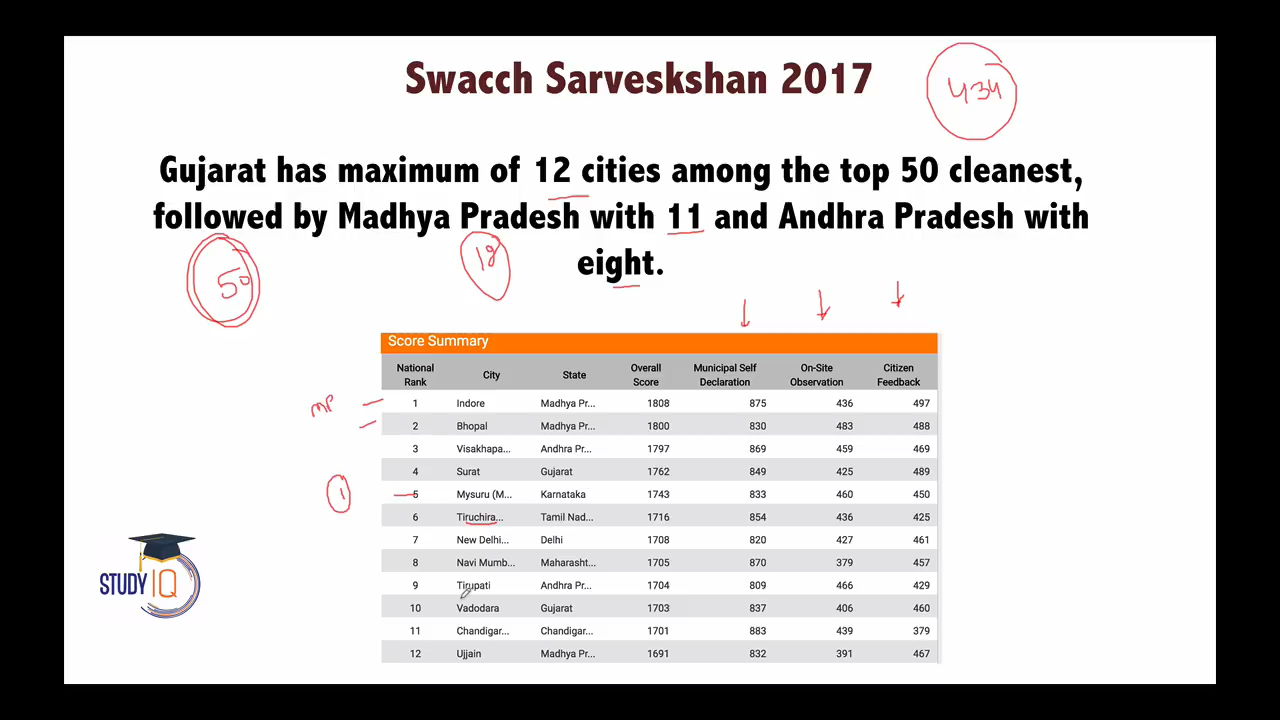 Swacch Sarveskshan 2017
434
Gujarat has maximum of 12 cities among the top 50 cleanest,
followed by Madhya Pradesh with 11 and Andhra Pradesh with
eight.
50
18
Score Summary
National Rank City State Overall Score Municipal Self Declaration On-Site Observation Citizen Feedback
MP
1 Indore Madhya Pr... 1808 875 436 497
2 Bhopal Madhya Pr... 1800 830 483 488
3 Visakhapa... Andhra Pr... 1797 869 459 469
4 Surat Gujarat 1762 849 425 489
1
5 Mysuru (M... Karnataka 1743 833 460 450
6 Tiruchira... Tamil Nad... 1716 854 436 425
7 New Delhi... Delhi 1708 820 427 461
8 Navi Mumb... Maharasht... 1705 870 379 457
9 Tirupati Andhra Pr... 1704 809 466 429
10 Vadodara Gujarat 1703 837 406 460
11 Chandigar... Chandigar... 1701 883 439 379
12 Ujjain Madhya Pr... 1691 832 391 467
STUDY IQ